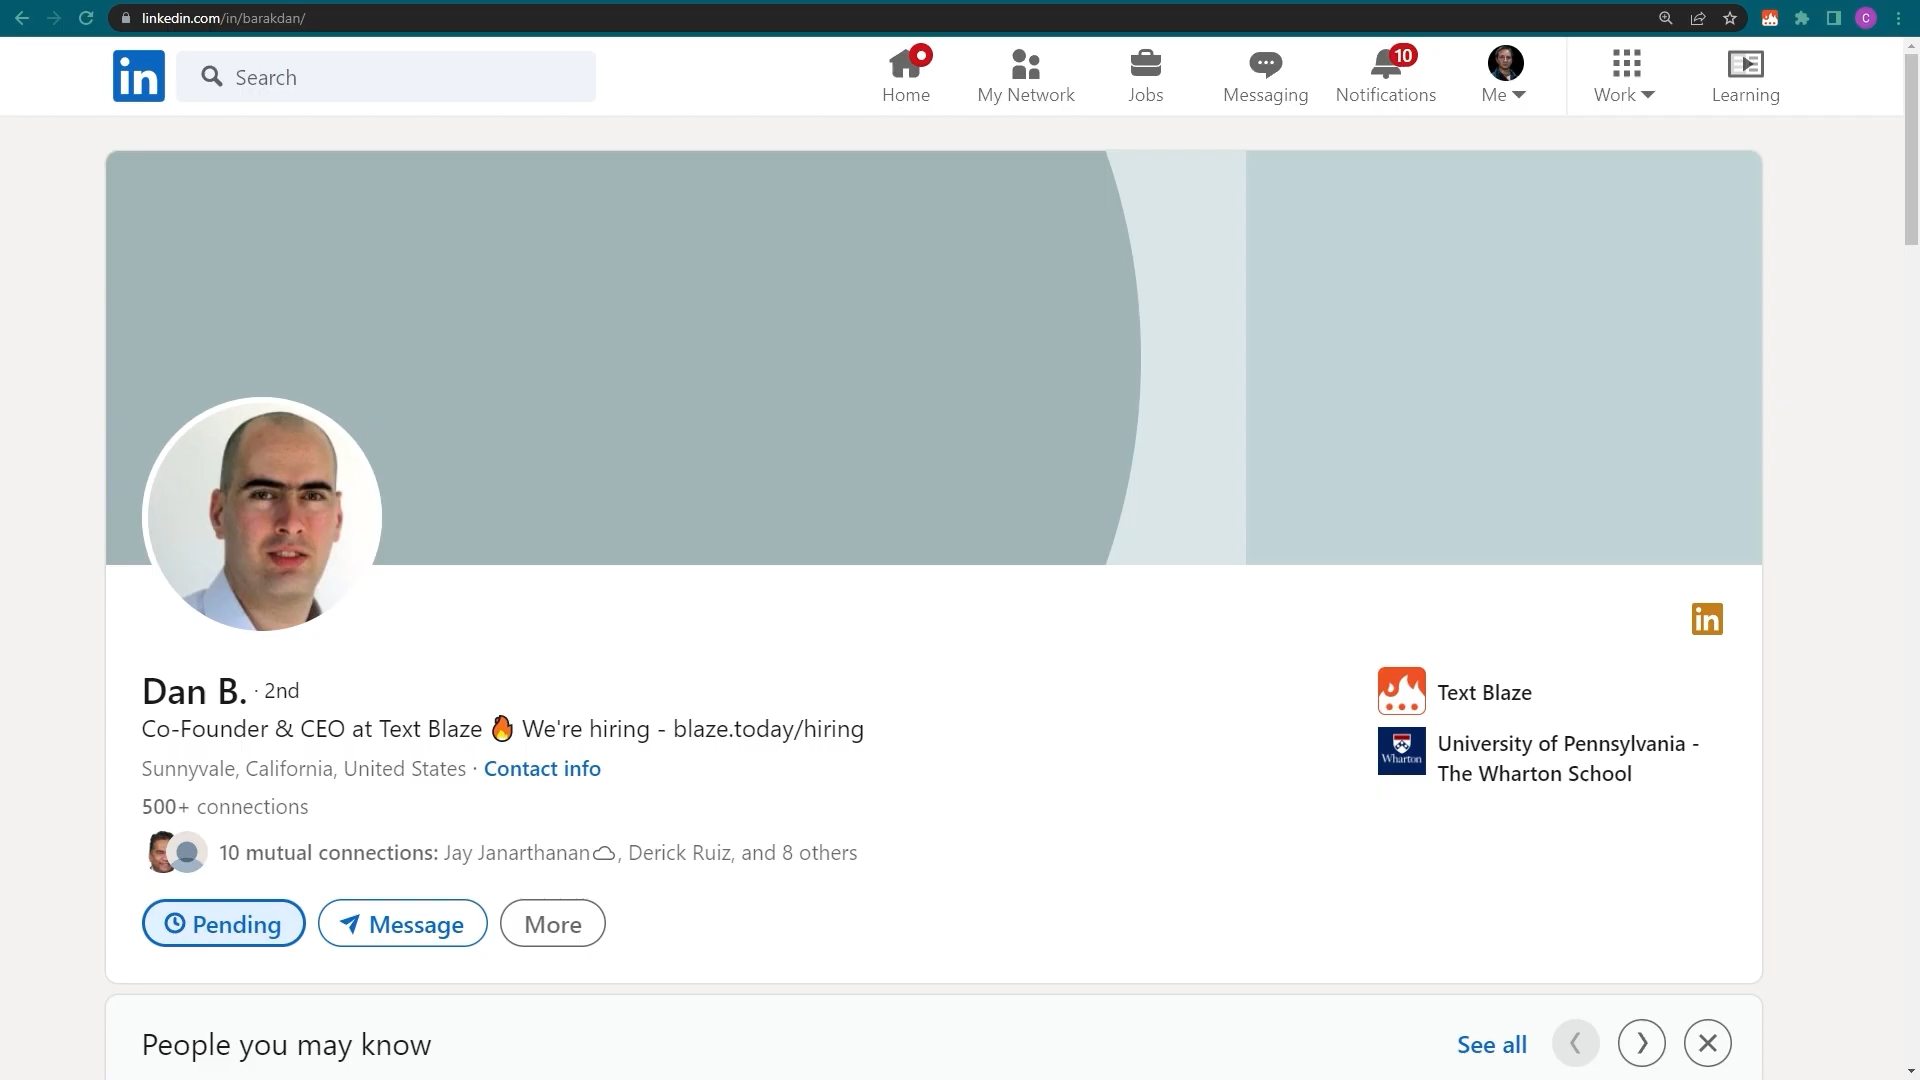 linkedin.com/in/barakdan/
C
in
Search
Home
My Network
Jobs
Messaging
10
Notifications
Me
Work
Learning
in
Dan B. · 2nd
Co-Founder & CEO at Text Blaze 🔥 We're hiring - blaze.today/hiring
Sunnyvale, California, United States · Contact info
500+ connections
10 mutual connections: Jay Janarthanan☁, Derick Ruiz, and 8 others
Text Blaze
Wharton
University of Pennsylvania -
The Wharton School
Pending
Message
More
People you may know
See all